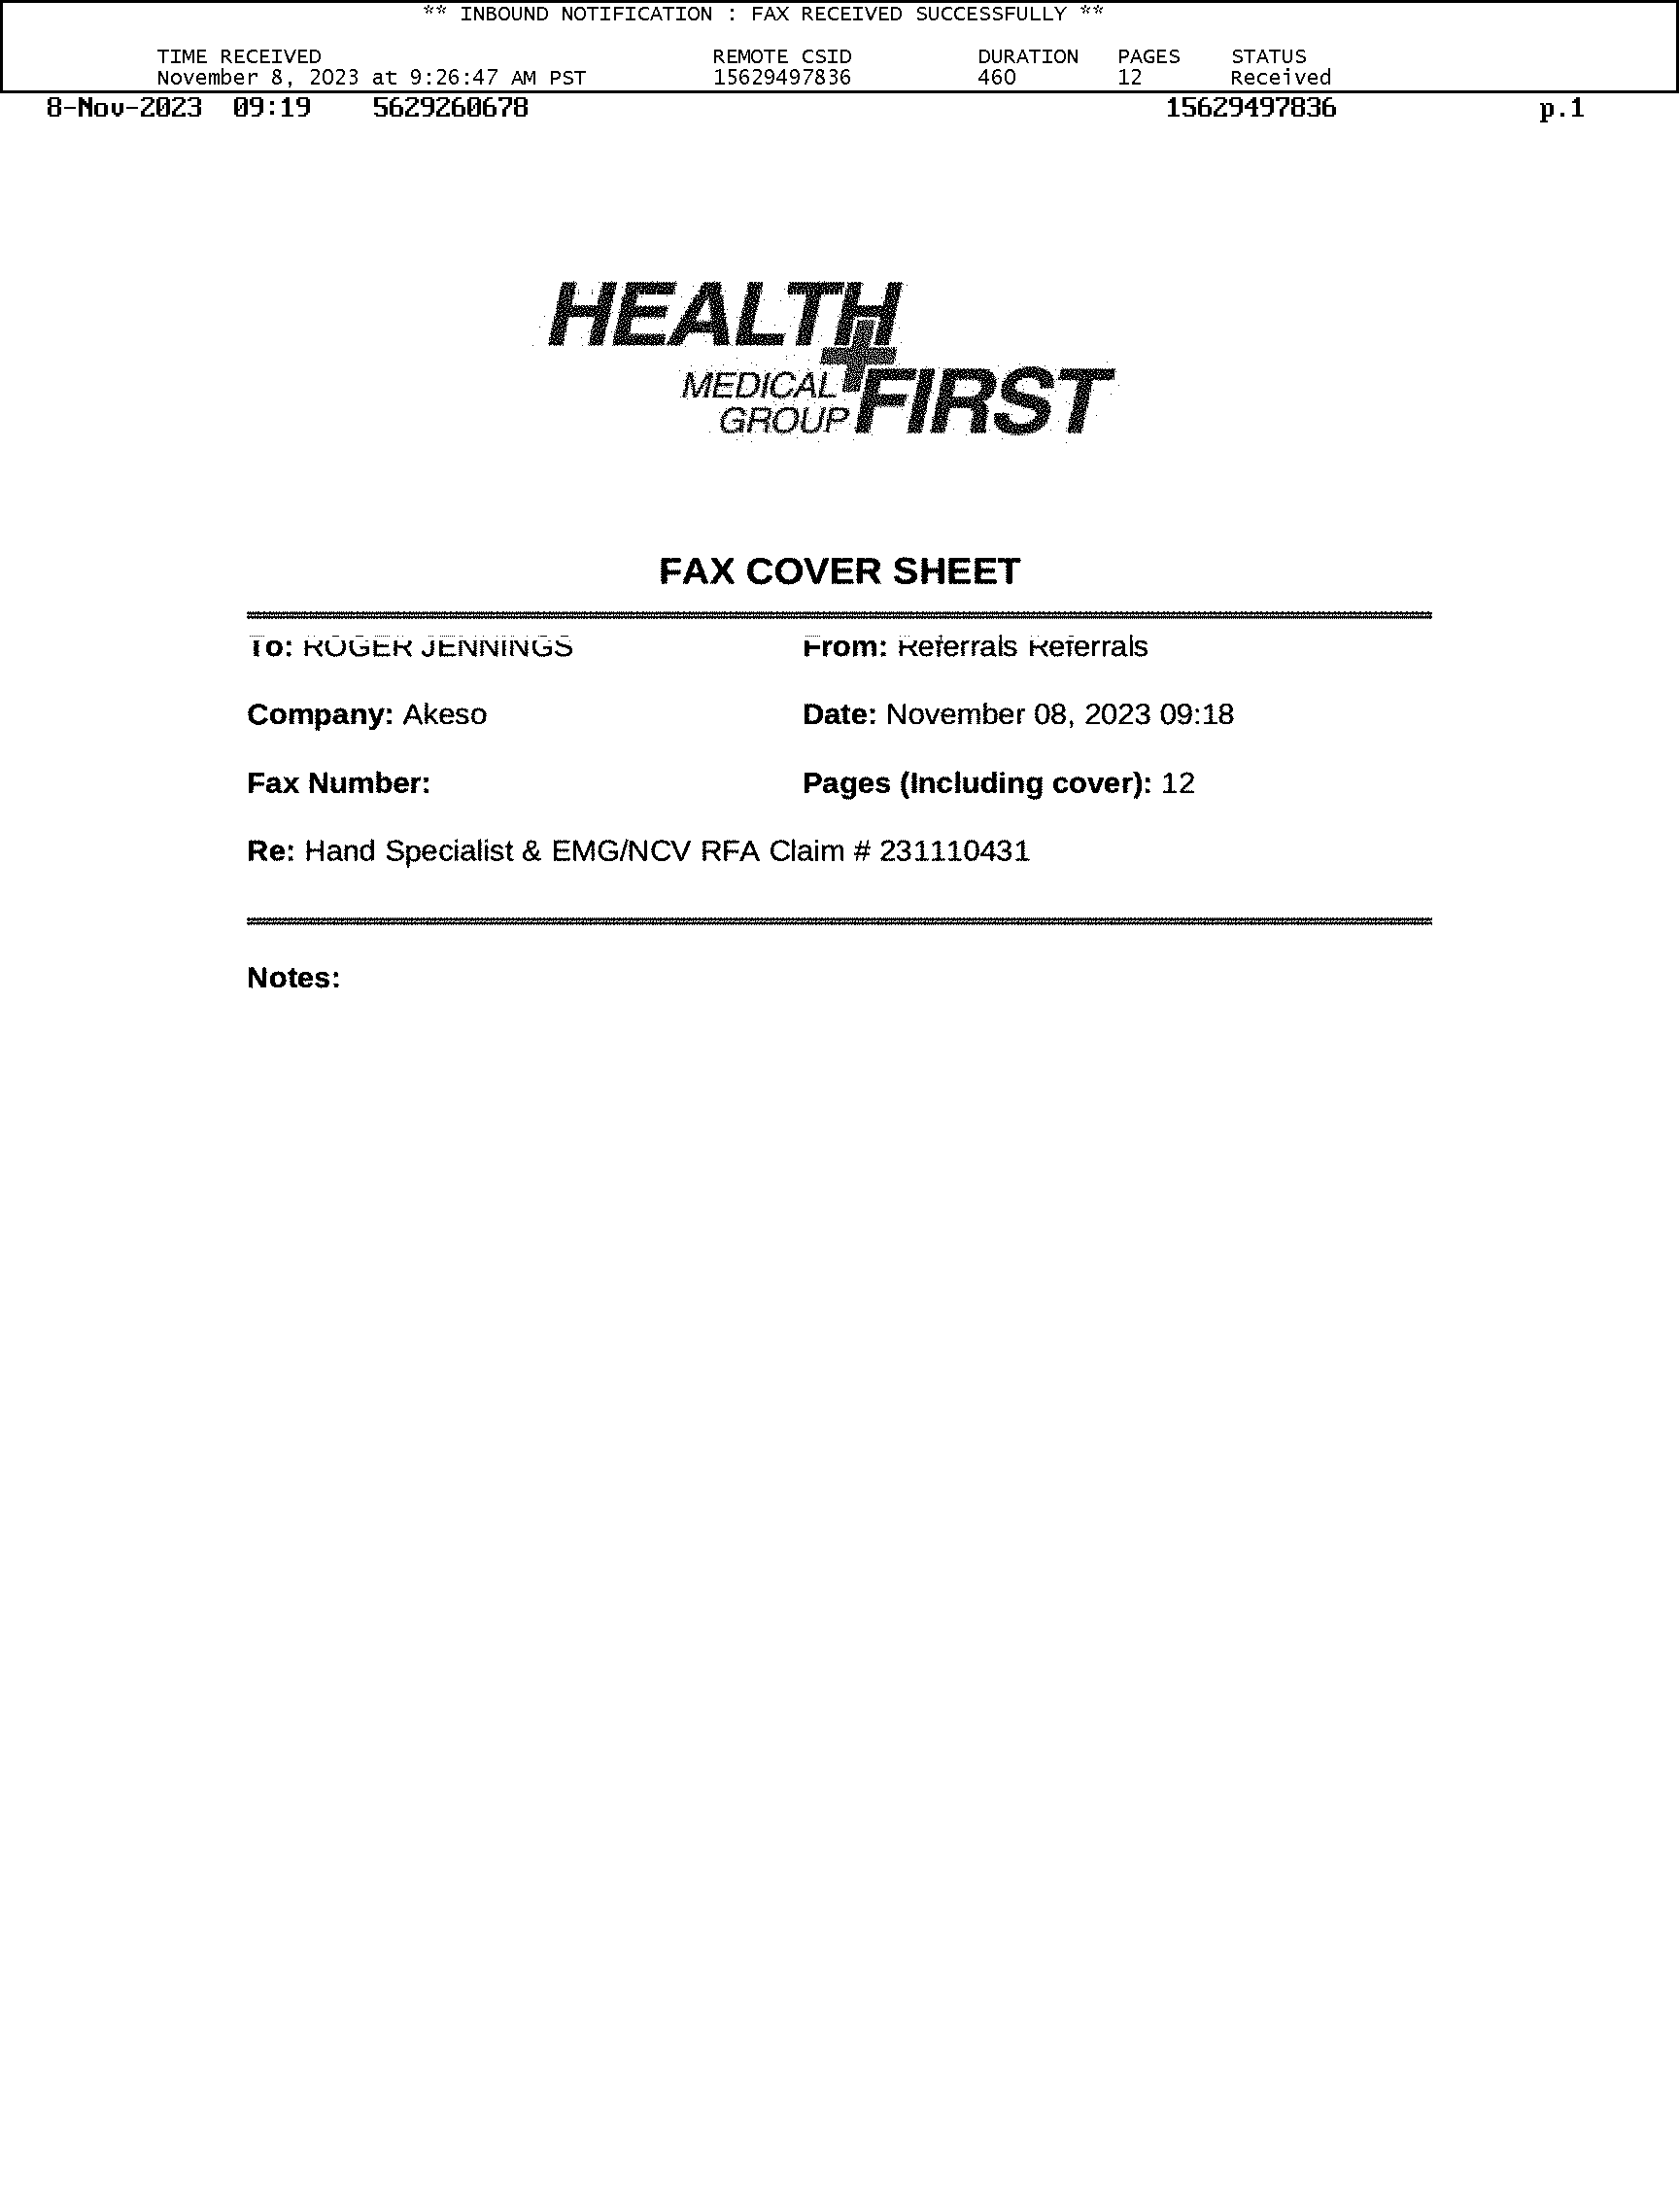 ** INBOUND NOTIFICATION : FAX RECEIVED SUCCESSFULLY **
TIME RECEIVED REMOTE CSID DURATION PAGES STATUS
November 8, 2023 at 9:26:47 AM PST 15629497836 460 12 Received
8-Nov-2023 09:19 5629260678 15629497836 p.1
HEALTH
MEDICAL
GROUP FIRST
FAX COVER SHEET
To: ROGER JENNINGS From: Referrals Referrals
Company: Akeso Date: November 08, 2023 09:18
Fax Number: Pages (Including cover): 12
Re: Hand Specialist & EMG/NCV RFA Claim # 231110431
Notes: